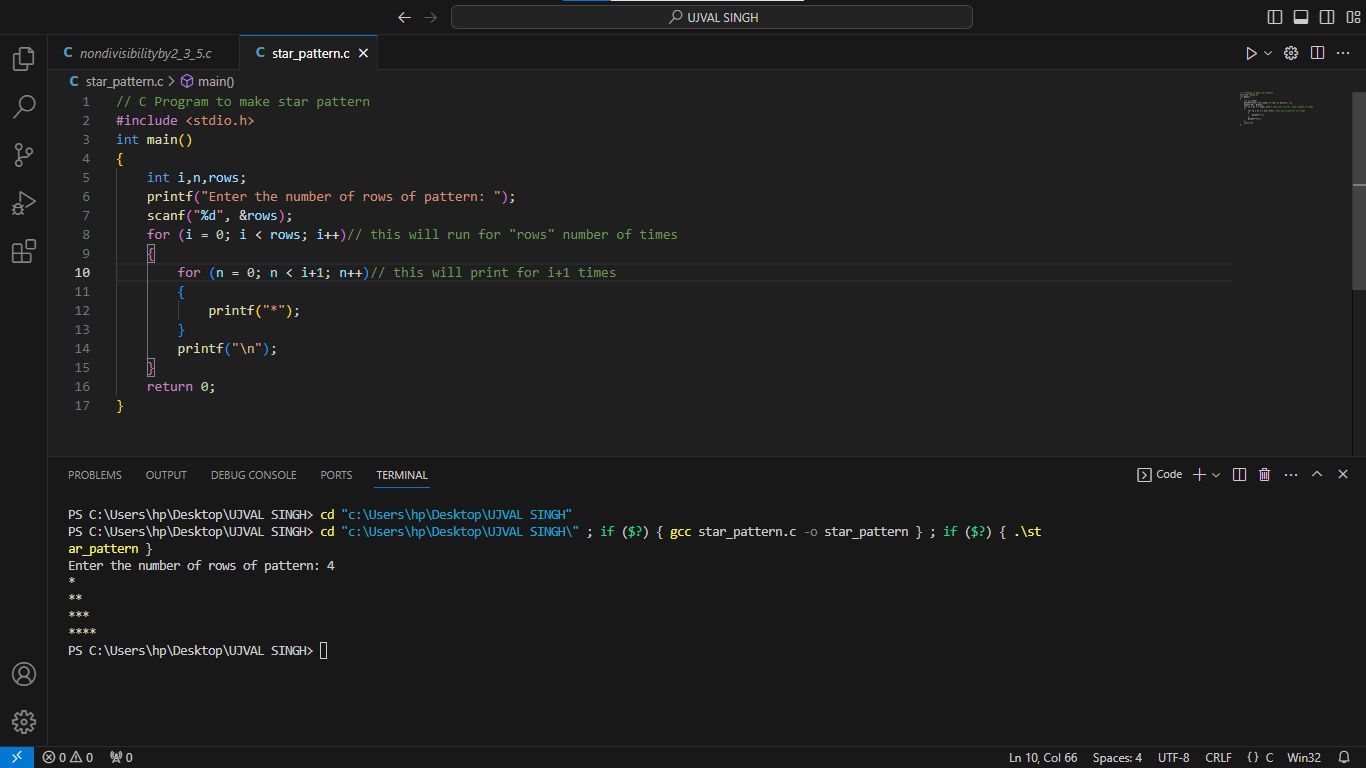 UJVAL SINGH
C nondivisibilityby2_3_5.c
C star_pattern.c
C star_pattern.c > main()
1 // C Program to make star pattern
2 #include <stdio.h>
3 int main()
4 {
5 int i,n,rows;
6 printf("Enter the number of rows of pattern: ");
7 scanf("%d", &rows);
8 for (i = 0; i < rows; i++)// this will run for "rows" number of times
9 {
10 for (n = 0; n < i+1; n++)// this will print for i+1 times
11 {
12 printf("*");
13 }
14 printf("\n");
15 }
16 return 0;
17 }
PROBLEMS OUTPUT DEBUG CONSOLE PORTS TERMINAL
Code
PS C:\Users\hp\Desktop\UJVAL SINGH> cd "c:\Users\hp\Desktop\UJVAL SINGH"
PS C:\Users\hp\Desktop\UJVAL SINGH> cd "c:\Users\hp\Desktop\UJVAL SINGH\" ; if ($?) { gcc star_pattern.c -o star_pattern } ; if ($?) { .\st
ar_pattern }
Enter the number of rows of pattern: 4
*
**
***
****
PS C:\Users\hp\Desktop\UJVAL SINGH>
0 0 0 Ln 10, Col 66 Spaces: 4 UTF-8 CRLF {} C Win32